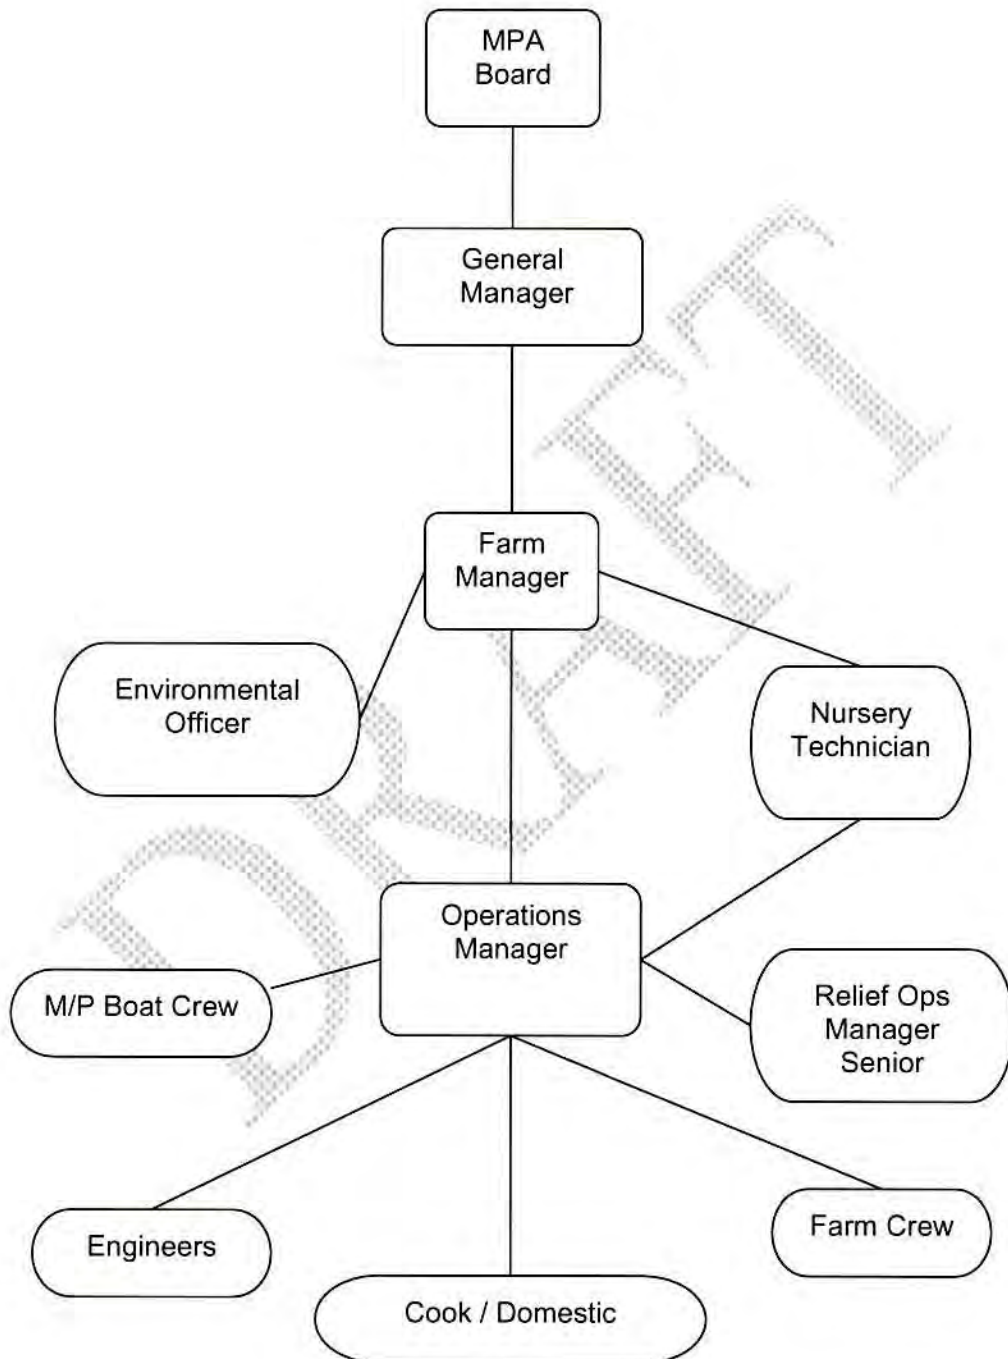 MPA
Board
General
Manager
Farm
Manager
Environmental
Officer
Nursery
Technician
Operations
Manager
M/P Boat Crew
Relief Ops
Manager
Senior
Engineers
Farm Crew
Cook / Domestic
DRAFT